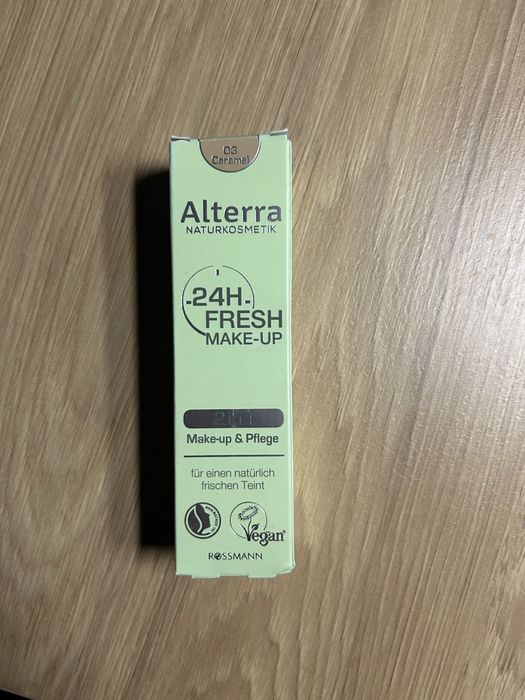 03
Caramel
Alterra
NATURKOSMETIK
24H
FRESH
MAKE-UP
2in1
Make-up & Pflege
für einen natürlich
frischen Teint
Vegan
ROSSMANN